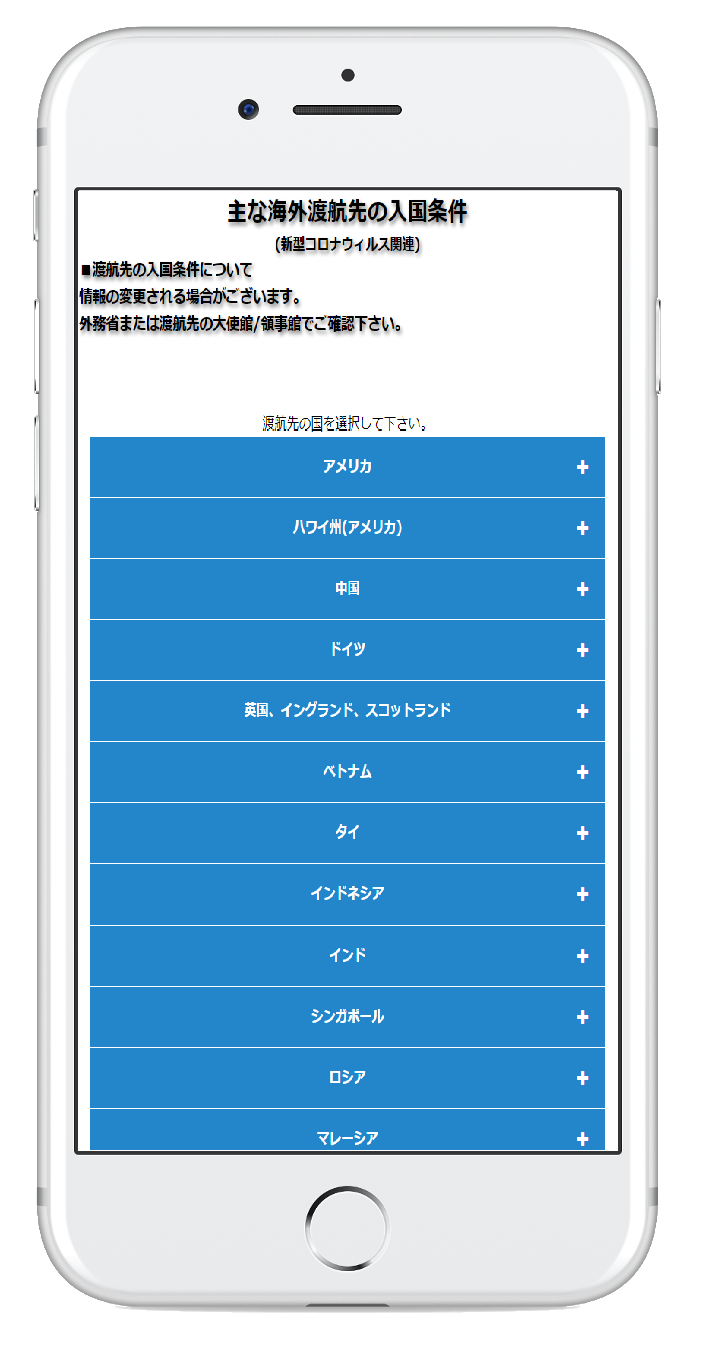 主な海外渡航先の入国条件
(新型コロナウィルス関連)
■渡航先の入国条件について
情報の変更される場合がございます。
外務省または渡航先の大使館/領事館でご確認下さい。
渡航先の国を選択して下さい。
アメリカ +
ハワイ州(アメリカ) +
中国 +
ドイツ +
英国、イングランド、スコットランド +
ベトナム +
タイ +
インドネシア +
インド +
シンガポール +
ロシア +
マレーシア +